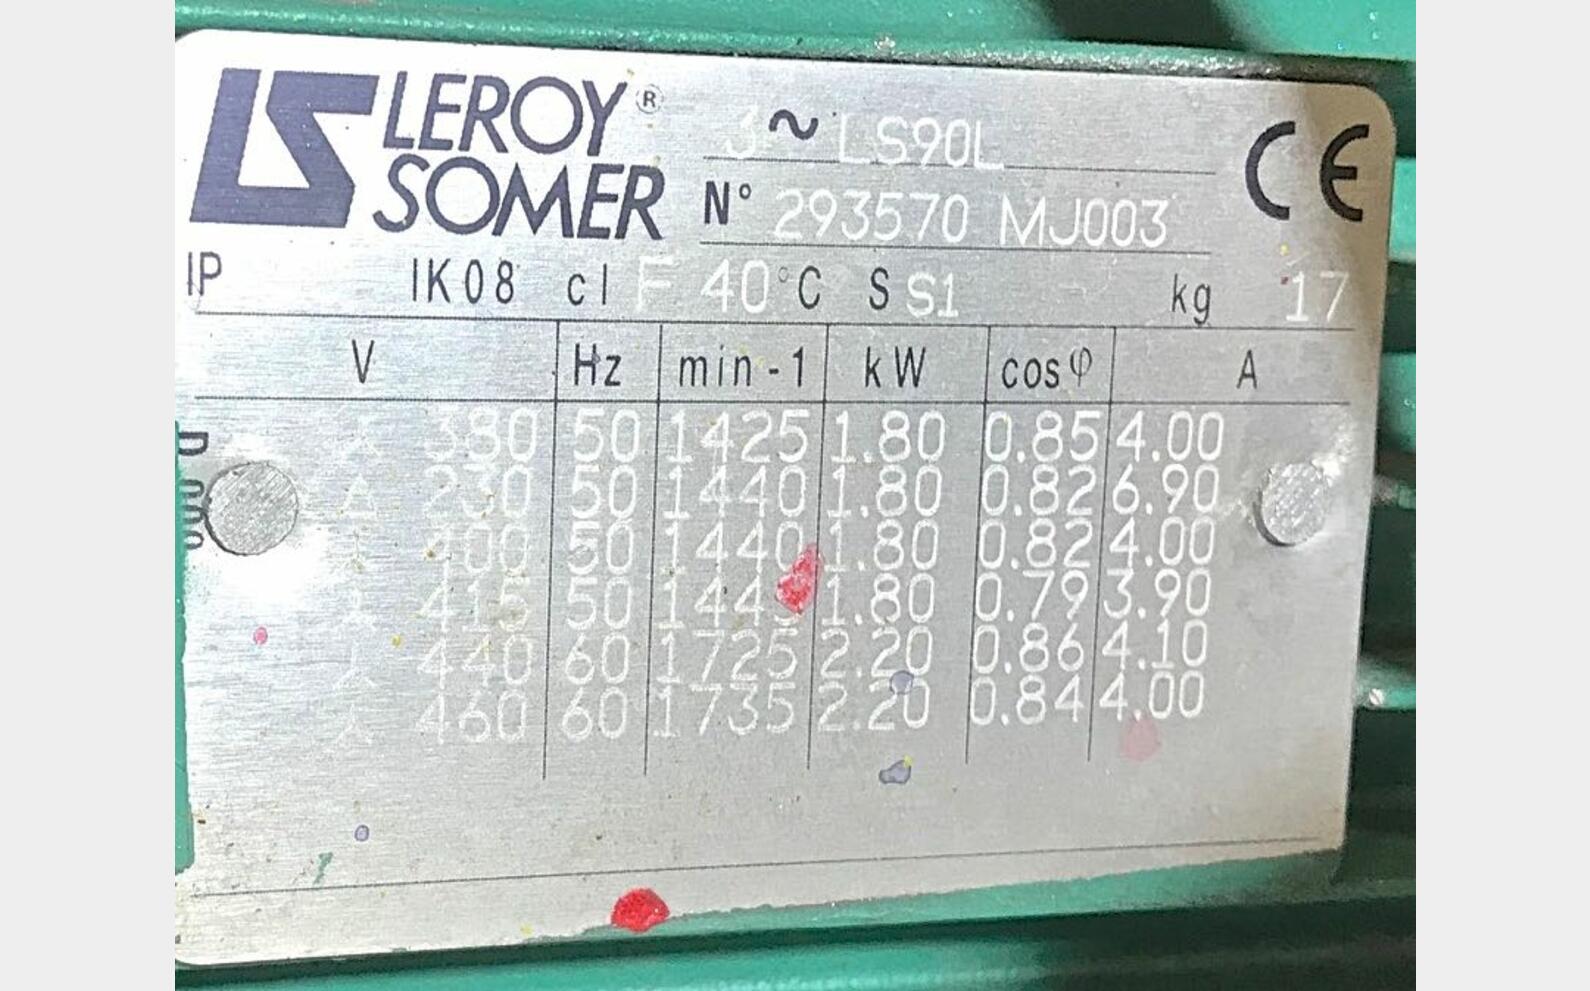 LEROY®
SOMER
3~ LS90L
N° 293570 MJ003
CE
IP IK08 cl F 40°C S S1 kg 17
V Hz min-1 kW cosφ A
380 50 1425 1.80 0.85 4.00
Δ 230 50 1440 1.80 0.82 6.90
400 50 1440 1.80 0.82 4.00
415 50 1.80 0.79 3.90
440 60 1725 2.20 0.86 4.10
460 60 1735 2.20 0.84 4.00